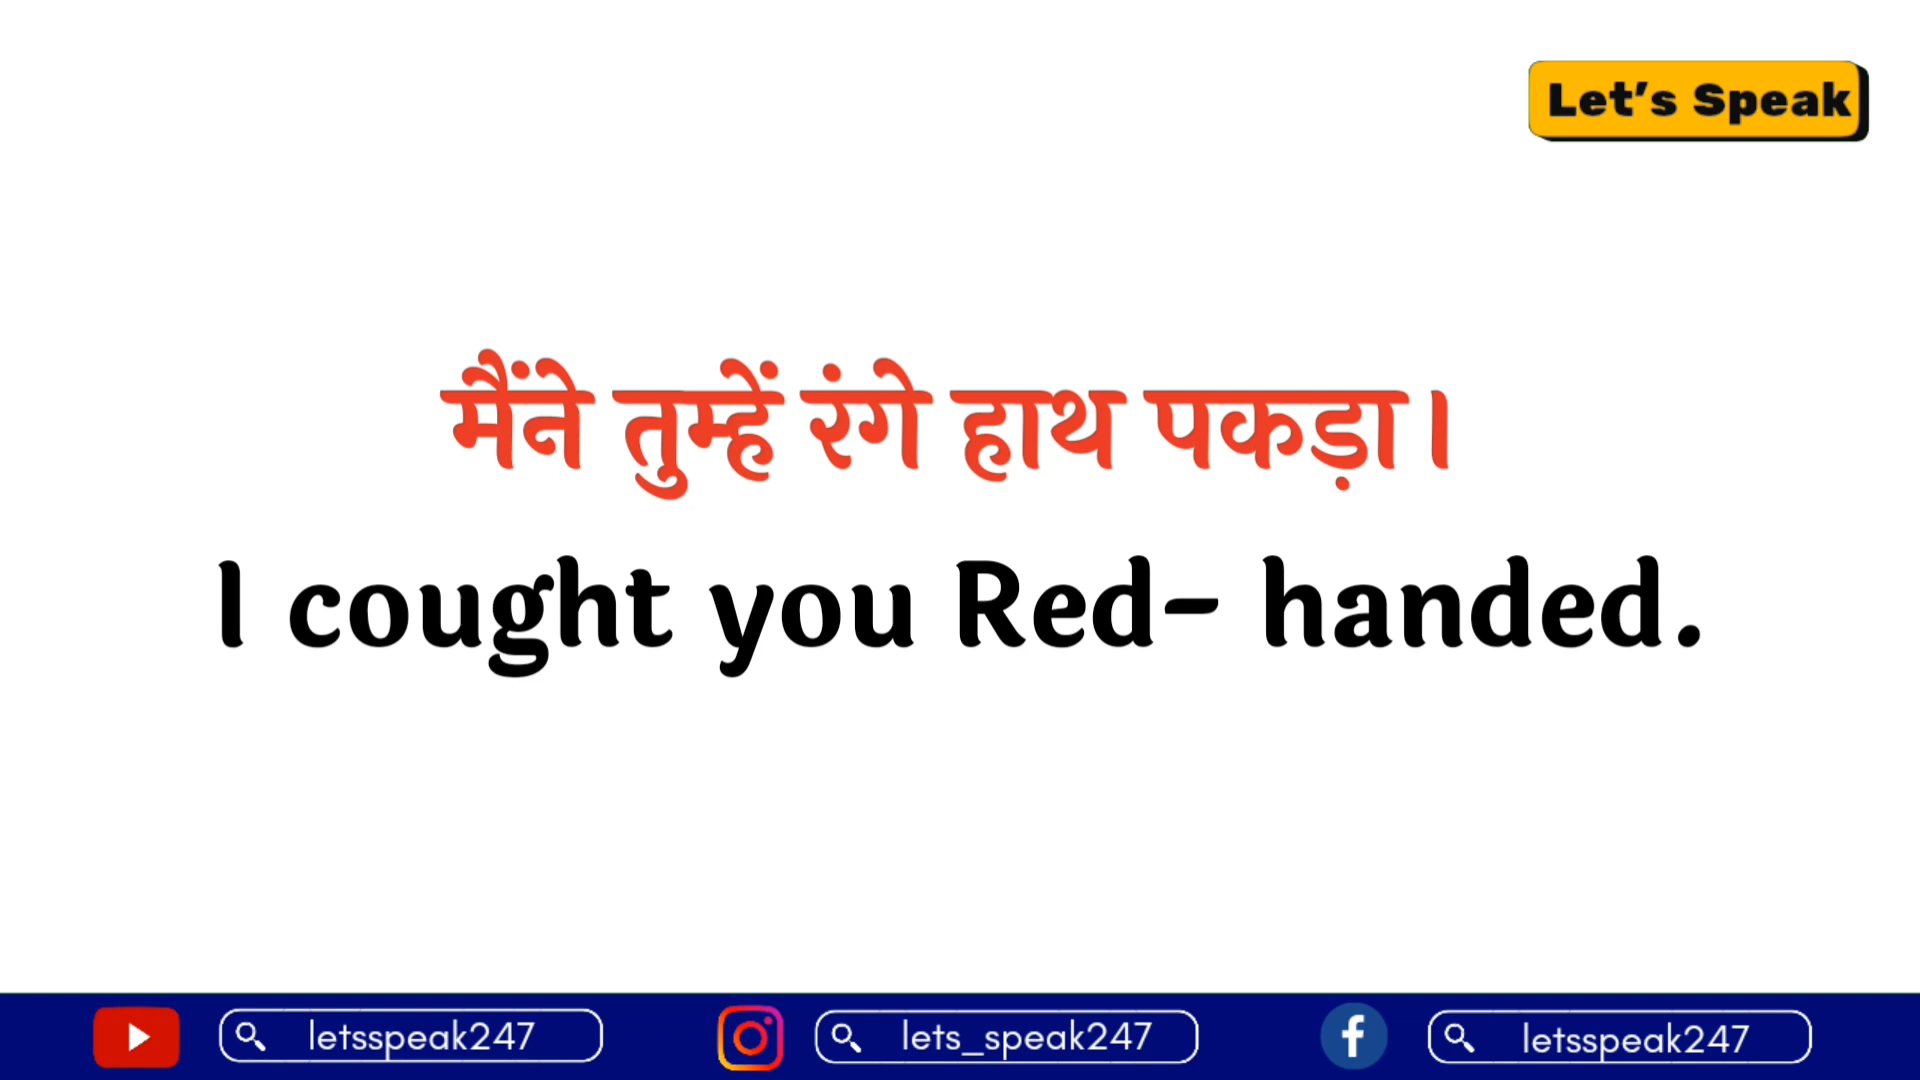 Let's Speak
मैंने तुम्हें रंगे हाथ पकड़ा।
I cought you Red- handed.
letsspeak247
lets_speak247
letsspeak247